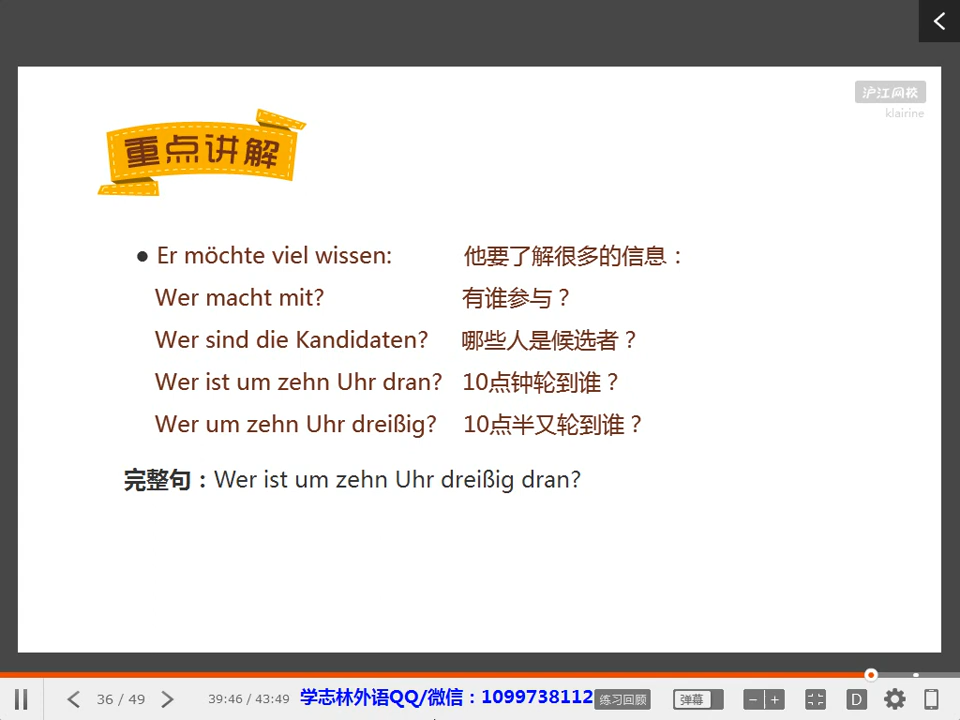 沪江网校
klairine
重点讲解
● Er möchte viel wissen: 他要了解很多的信息：
Wer macht mit? 有谁参与？
Wer sind die Kandidaten? 哪些人是候选者？
Wer ist um zehn Uhr dran? 10点钟轮到谁？
Wer um zehn Uhr dreißig? 10点半又轮到谁？
完整句：Wer ist um zehn Uhr dreißig dran?
36 / 49 39:46 / 43:49 学志林外语QQ/微信：1099738112 练习回顾 弹幕 D